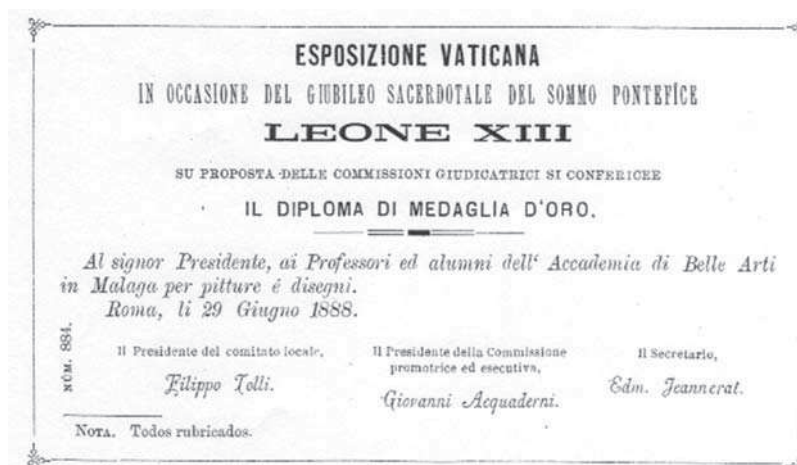 ESPOSIZIONE VATICANA
IN OCCASIONE DEL GIUBILEO SACERDOTALE DEL SOMMO PONTEFICE
LEONE XIII
SU PROPOSTA DELLE COMMISSIONI GIUDICATRICI SI CONFERICEE
IL DIPLOMA DI MEDAGLIA D'ORO.
Al signor Presidente, ai Professori ed alumni dell' Accademia di Belle Arti
in Malaga per pitture é disegni.
Roma, li 29 Giugno 1888.
NÚM. 884.
Il Presidente del comitato locale,
Filippo Tolli.
Il Presidente della Commissione
promotrice ed esecutiva,
Giovanni Acquaderni.
Il Secretario,
Edm. Jeannerat.
NOTA. Todos rubricados.